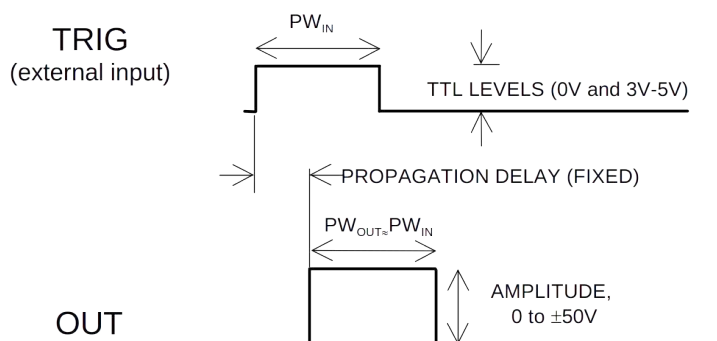 PW_IN
TRIG
(external input)
TTL LEVELS (0V and 3V-5V)
PROPAGATION DELAY (FIXED)
PW_OUT≈PW_IN
AMPLITUDE,
0 to ±50V
OUT